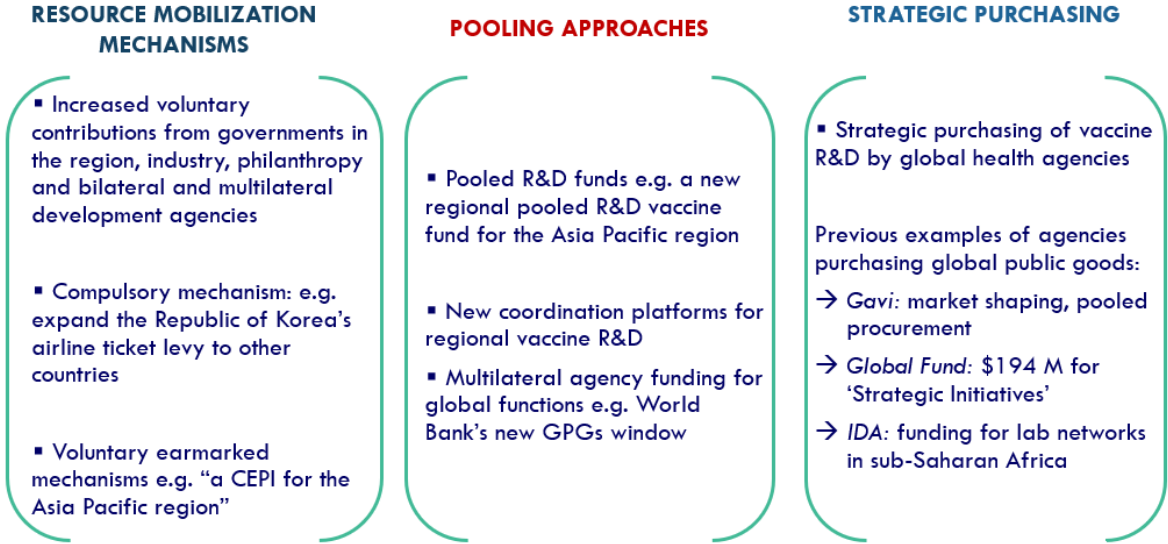 RESOURCE MOBILIZATION
MECHANISMS
▪ Increased voluntary
contributions from governments in
the region, industry, philanthropy
and bilateral and multilateral
development agencies
▪ Compulsory mechanism: e.g.
expand the Republic of Korea's
airline ticket levy to other
countries
▪ Voluntary earmarked
mechanisms e.g. “a CEPI for the
Asia Pacific region”
POOLING APPROACHES
▪ Pooled R&D funds e.g. a new
regional pooled R&D vaccine
fund for the Asia Pacific region
▪ New coordination platforms for
regional vaccine R&D
▪ Multilateral agency funding for
global functions e.g. World
Bank's new GPGs window
STRATEGIC PURCHASING
▪ Strategic purchasing of vaccine
R&D by global health agencies
Previous examples of agencies
purchasing global public goods:
→ Gavi: market shaping, pooled
procurement
→ Global Fund: $194 M for
‘Strategic Initiatives’
→ IDA: funding for lab networks
in sub-Saharan Africa